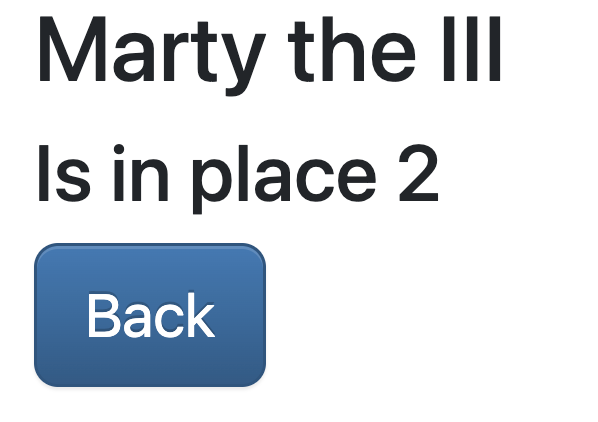 Marty the III
Is in place 2
Back